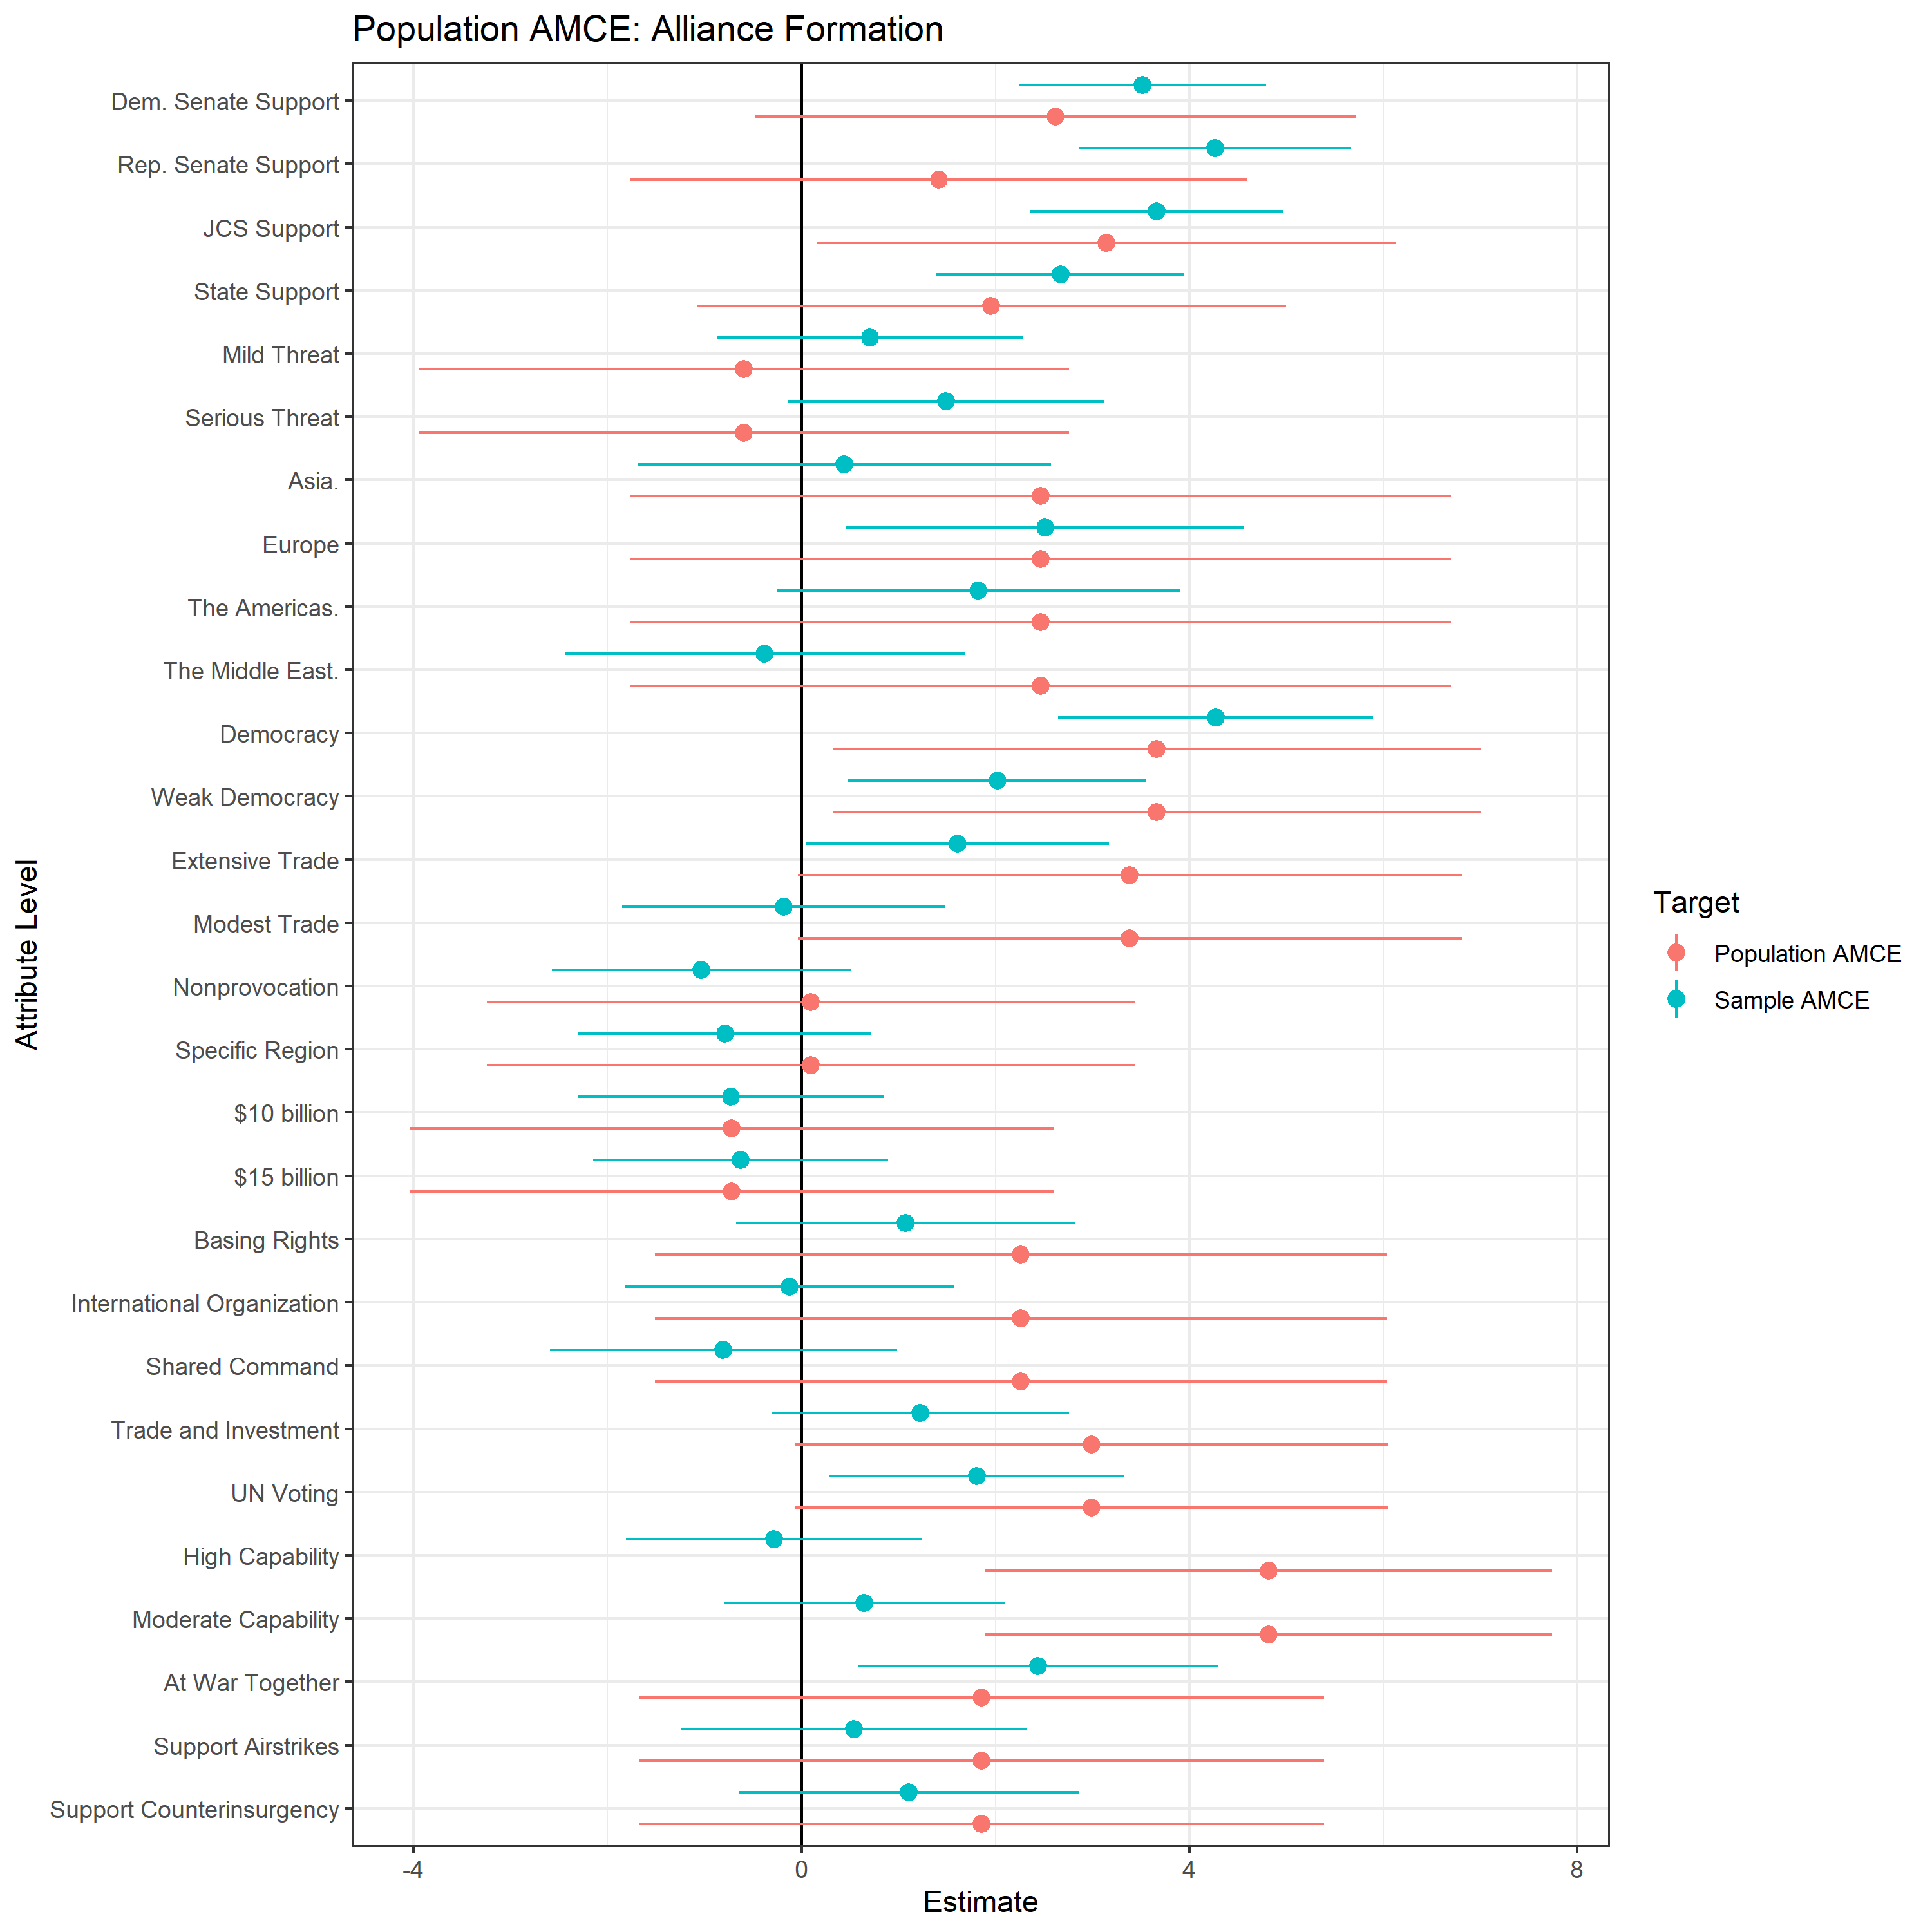 Population AMCE: Alliance Formation
Dem. Senate Support
Rep. Senate Support
JCS Support
State Support
Mild Threat
Serious Threat
Asia.
Europe
The Americas.
The Middle East.
Democracy
Weak Democracy
Extensive Trade
Modest Trade
Nonprovocation
Specific Region
$10 billion
$15 billion
Basing Rights
International Organization
Shared Command
Trade and Investment
UN Voting
High Capability
Moderate Capability
At War Together
Support Airstrikes
Support Counterinsurgency
Attribute Level
-4
0
4
8
Estimate
Target
Population AMCE
Sample AMCE